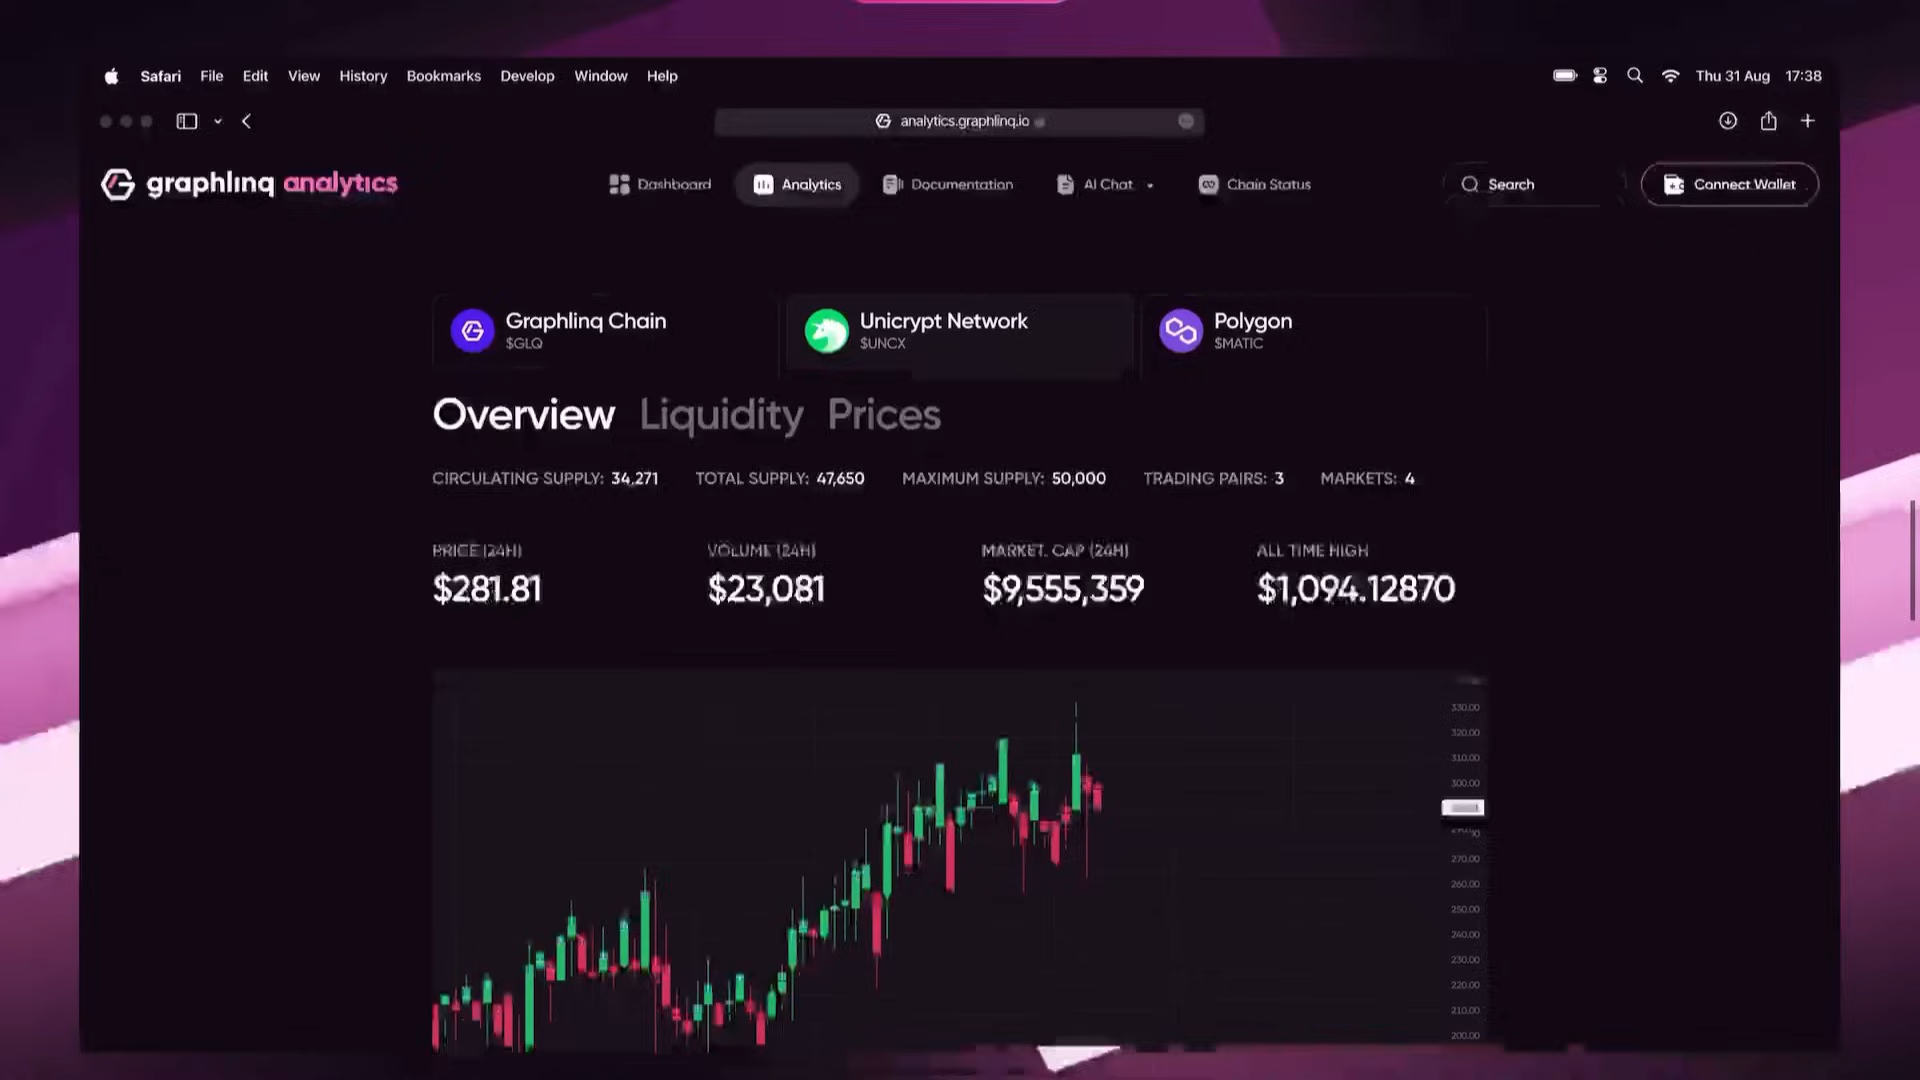 Safari File Edit View History Bookmarks Develop Window Help Thu 31 Aug 17:38
analytics.graphlinq.io
graphlinq analytics Dashboard Analytics Documentation AI Chat Chain Status Search Connect Wallet
Graphlinq Chain Unicrypt Network Polygon
$GLQ $UNCX $MATIC
Overview Liquidity Prices
CIRCULATING SUPPLY: 34,271 TOTAL SUPPLY: 47,650 MAXIMUM SUPPLY: 50,000 TRADING PAIRS: 3 MARKETS: 4
PRICE (24H) VOLUME (24H) MARKET. CAP (24H) ALL TIME HIGH
$281.81 $23,081 $9,555,359 $1,094.12870
330.00
320.00
310.00
300.00
270.00
260.00
250.00
240.00
230.00
220.00
210.00
200.00